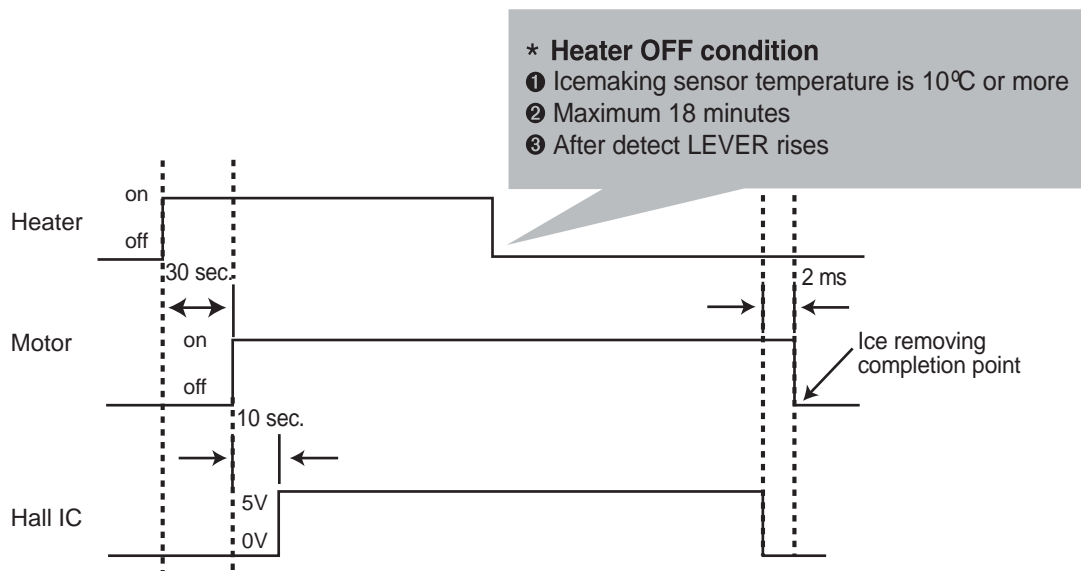 * Heater OFF condition
❶ Icemaking sensor temperature is 10℃ or more
❷ Maximum 18 minutes
❸ After detect LEVER rises
on
Heater
off
30 sec.
2 ms
Motor
on
Ice removing
completion point
off
10 sec.
5V
Hall IC
0V